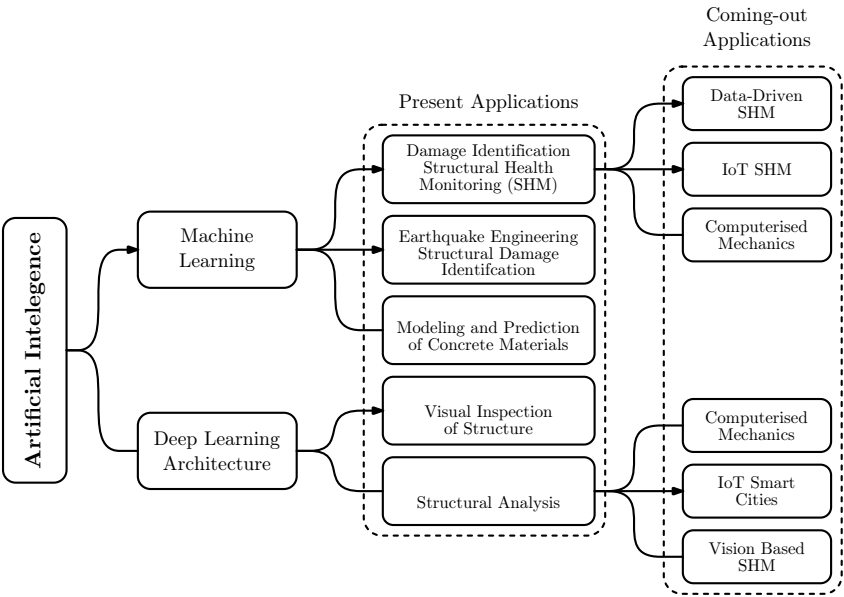 Coming-out
Applications
Present Applications
Data-Driven
SHM
Damage Identification
Structural Health
Monitoring (SHM)
IoT SHM
Computerised
Mechanics
Artificial Intelegence
Machine
Learning
Earthquake Engineering
Structural Damage
Identifcation
Modeling and Prediction
of Concrete Materials
Deep Learning
Architecture
Visual Inspection
of Structure
Structural Analysis
Computerised
Mechanics
IoT Smart
Cities
Vision Based
SHM